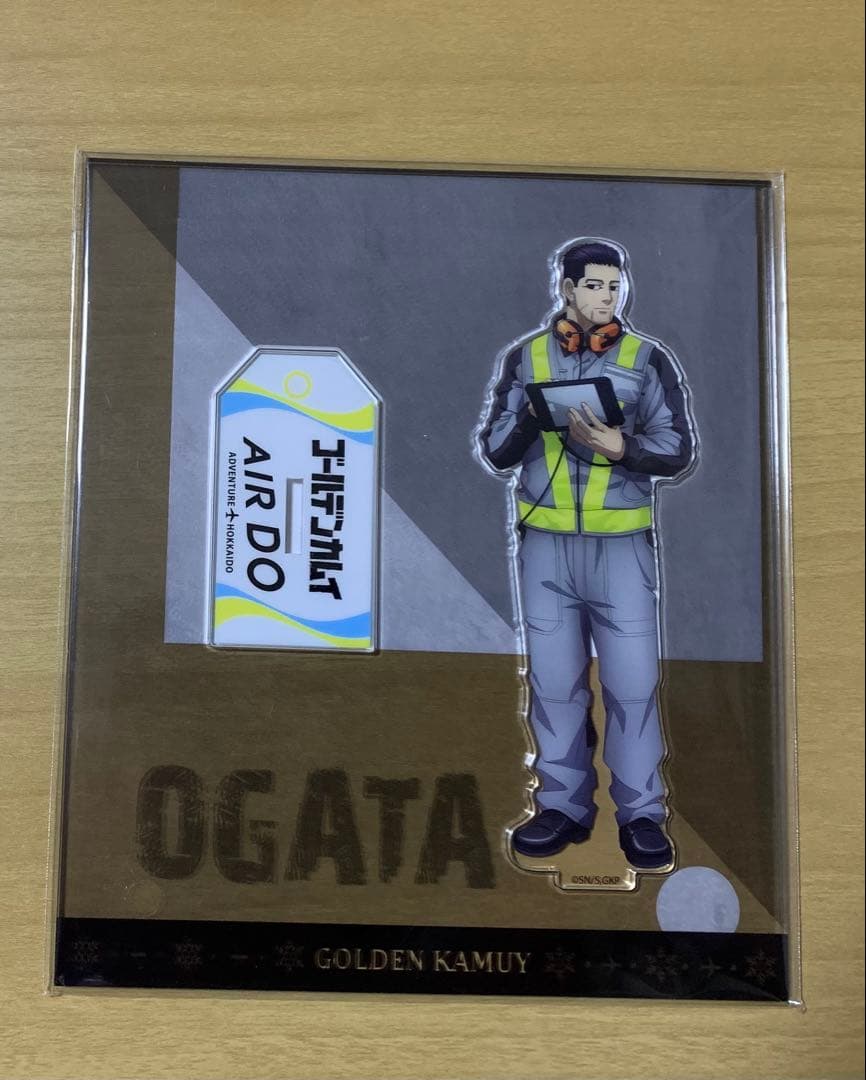 ゴールデンカムイ
AIR DO
ADVENTURE HOKKAIDO
OGATA
©SN/S,GKP
GOLDEN KAMUY